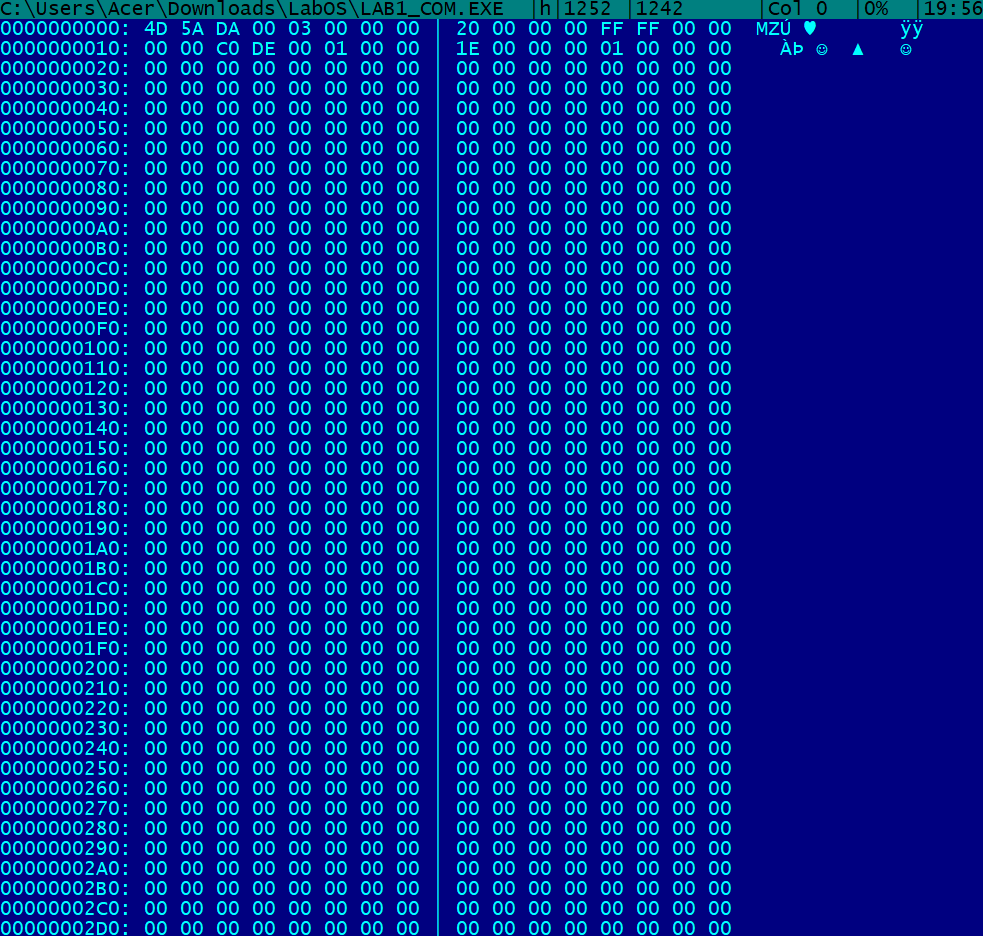 C:\Users\Acer\Downloads\LabOS\LAB1_COM.EXE │h│1252 │1242 │Col 0 │0% │19:56
0000000000: 4D 5A DA 00 03 00 00 00 │ 20 00 00 00 FF FF 00 00 MZÚ ♥ ÿÿ
0000000010: 00 00 C0 DE 00 01 00 00 │ 1E 00 00 00 01 00 00 00 ÀÞ ☺ ▲ ☺
0000000020: 00 00 00 00 00 00 00 00 │ 00 00 00 00 00 00 00 00
0000000030: 00 00 00 00 00 00 00 00 │ 00 00 00 00 00 00 00 00
0000000040: 00 00 00 00 00 00 00 00 │ 00 00 00 00 00 00 00 00
0000000050: 00 00 00 00 00 00 00 00 │ 00 00 00 00 00 00 00 00
0000000060: 00 00 00 00 00 00 00 00 │ 00 00 00 00 00 00 00 00
0000000070: 00 00 00 00 00 00 00 00 │ 00 00 00 00 00 00 00 00
0000000080: 00 00 00 00 00 00 00 00 │ 00 00 00 00 00 00 00 00
0000000090: 00 00 00 00 00 00 00 00 │ 00 00 00 00 00 00 00 00
00000000A0: 00 00 00 00 00 00 00 00 │ 00 00 00 00 00 00 00 00
00000000B0: 00 00 00 00 00 00 00 00 │ 00 00 00 00 00 00 00 00
00000000C0: 00 00 00 00 00 00 00 00 │ 00 00 00 00 00 00 00 00
00000000D0: 00 00 00 00 00 00 00 00 │ 00 00 00 00 00 00 00 00
00000000E0: 00 00 00 00 00 00 00 00 │ 00 00 00 00 00 00 00 00
00000000F0: 00 00 00 00 00 00 00 00 │ 00 00 00 00 00 00 00 00
0000000100: 00 00 00 00 00 00 00 00 │ 00 00 00 00 00 00 00 00
0000000110: 00 00 00 00 00 00 00 00 │ 00 00 00 00 00 00 00 00
0000000120: 00 00 00 00 00 00 00 00 │ 00 00 00 00 00 00 00 00
0000000130: 00 00 00 00 00 00 00 00 │ 00 00 00 00 00 00 00 00
0000000140: 00 00 00 00 00 00 00 00 │ 00 00 00 00 00 00 00 00
0000000150: 00 00 00 00 00 00 00 00 │ 00 00 00 00 00 00 00 00
0000000160: 00 00 00 00 00 00 00 00 │ 00 00 00 00 00 00 00 00
0000000170: 00 00 00 00 00 00 00 00 │ 00 00 00 00 00 00 00 00
0000000180: 00 00 00 00 00 00 00 00 │ 00 00 00 00 00 00 00 00
0000000190: 00 00 00 00 00 00 00 00 │ 00 00 00 00 00 00 00 00
00000001A0: 00 00 00 00 00 00 00 00 │ 00 00 00 00 00 00 00 00
00000001B0: 00 00 00 00 00 00 00 00 │ 00 00 00 00 00 00 00 00
00000001C0: 00 00 00 00 00 00 00 00 │ 00 00 00 00 00 00 00 00
00000001D0: 00 00 00 00 00 00 00 00 │ 00 00 00 00 00 00 00 00
00000001E0: 00 00 00 00 00 00 00 00 │ 00 00 00 00 00 00 00 00
00000001F0: 00 00 00 00 00 00 00 00 │ 00 00 00 00 00 00 00 00
0000000200: 00 00 00 00 00 00 00 00 │ 00 00 00 00 00 00 00 00
0000000210: 00 00 00 00 00 00 00 00 │ 00 00 00 00 00 00 00 00
0000000220: 00 00 00 00 00 00 00 00 │ 00 00 00 00 00 00 00 00
0000000230: 00 00 00 00 00 00 00 00 │ 00 00 00 00 00 00 00 00
0000000240: 00 00 00 00 00 00 00 00 │ 00 00 00 00 00 00 00 00
0000000250: 00 00 00 00 00 00 00 00 │ 00 00 00 00 00 00 00 00
0000000260: 00 00 00 00 00 00 00 00 │ 00 00 00 00 00 00 00 00
0000000270: 00 00 00 00 00 00 00 00 │ 00 00 00 00 00 00 00 00
0000000280: 00 00 00 00 00 00 00 00 │ 00 00 00 00 00 00 00 00
0000000290: 00 00 00 00 00 00 00 00 │ 00 00 00 00 00 00 00 00
00000002A0: 00 00 00 00 00 00 00 00 │ 00 00 00 00 00 00 00 00
00000002B0: 00 00 00 00 00 00 00 00 │ 00 00 00 00 00 00 00 00
00000002C0: 00 00 00 00 00 00 00 00 │ 00 00 00 00 00 00 00 00
00000002D0: 00 00 00 00 00 00 00 00 │ 00 00 00 00 00 00 00 00